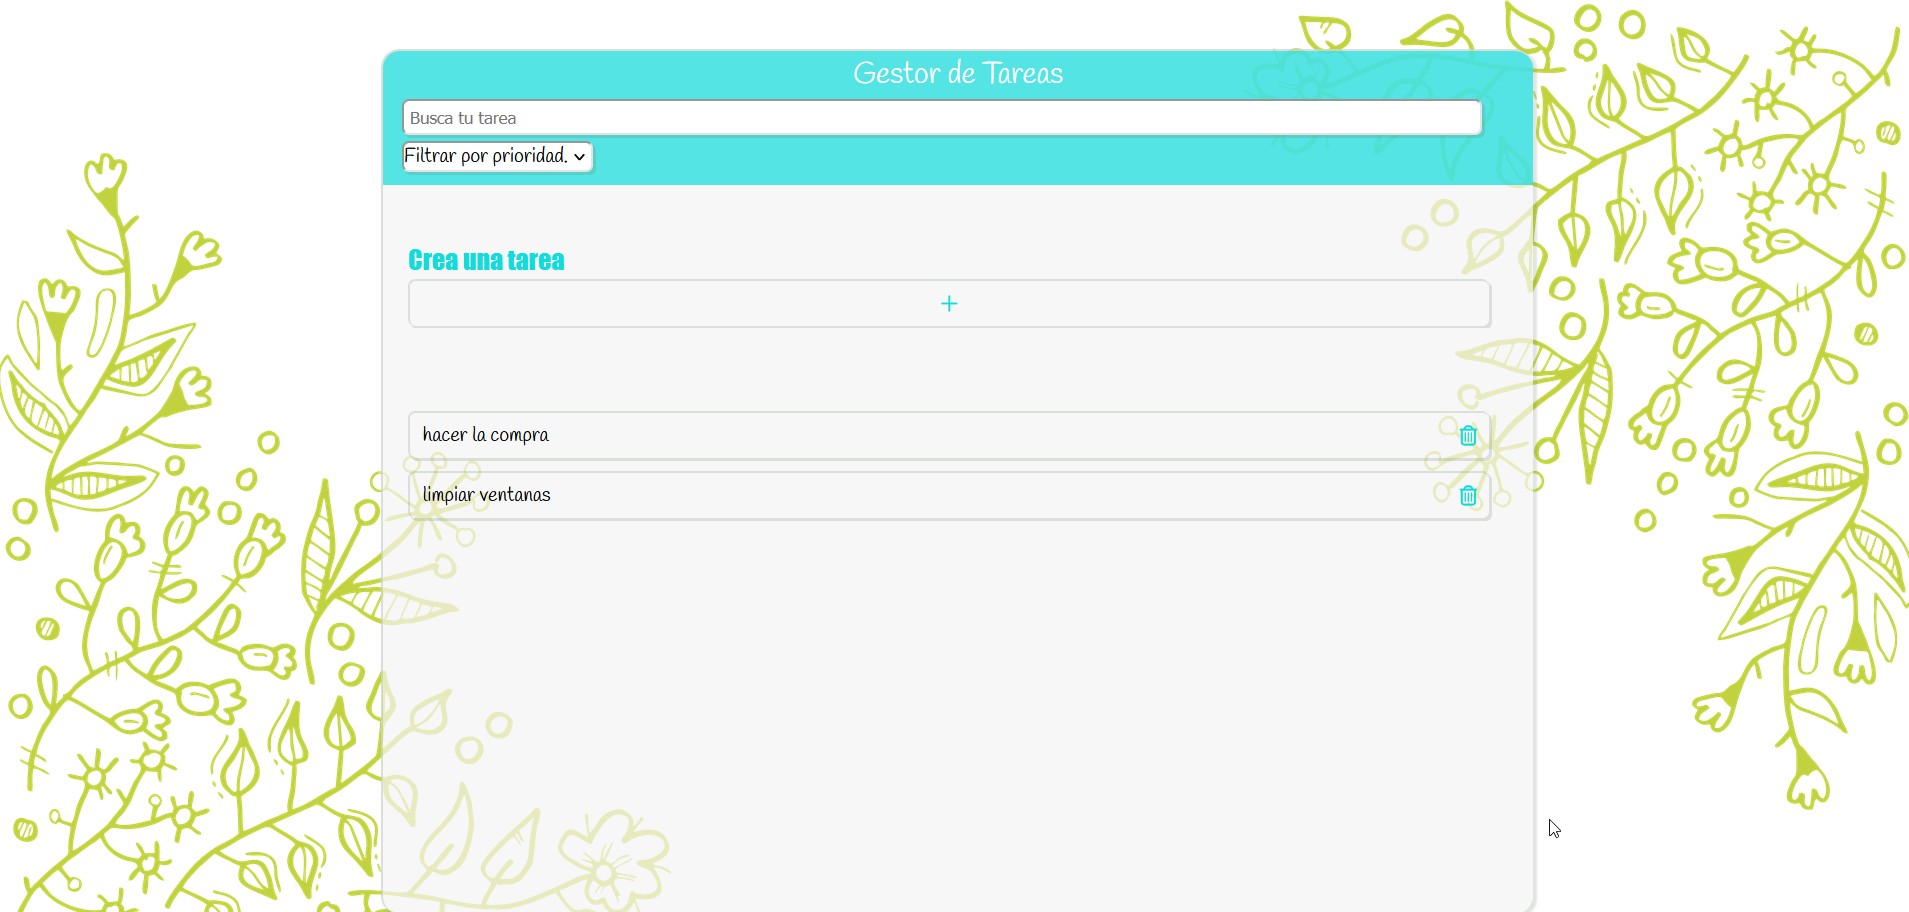 Gestor de Tareas
Busca tu tarea
Filtrar por prioridad.
Crea una tarea
+
hacer la compra
limpiar ventanas